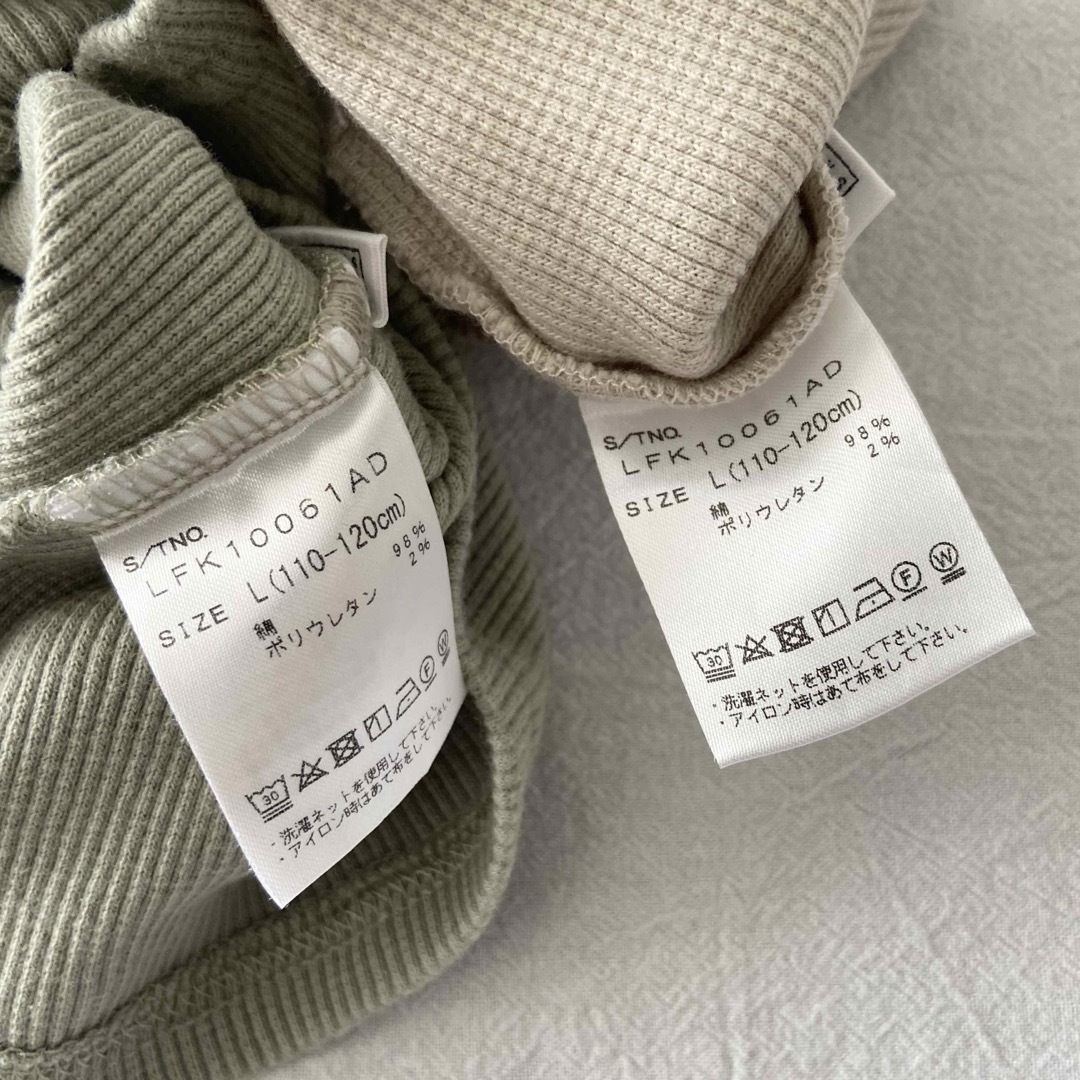 S/TNO.
LFK10061AD
SIZE L(110-120cm)
綿 98%
ポリウレタン 2%
30 F W
・洗濯ネットを使用して下さい。
・アイロン時はあて布をして下さい。
S/TNO.
LFK10061AD
SIZE L(110-120cm)
綿 98%
ポリウレタン 2%
30 F W
・洗濯ネットを使用して下さい。
・アイロン時はあて布をして下さい。